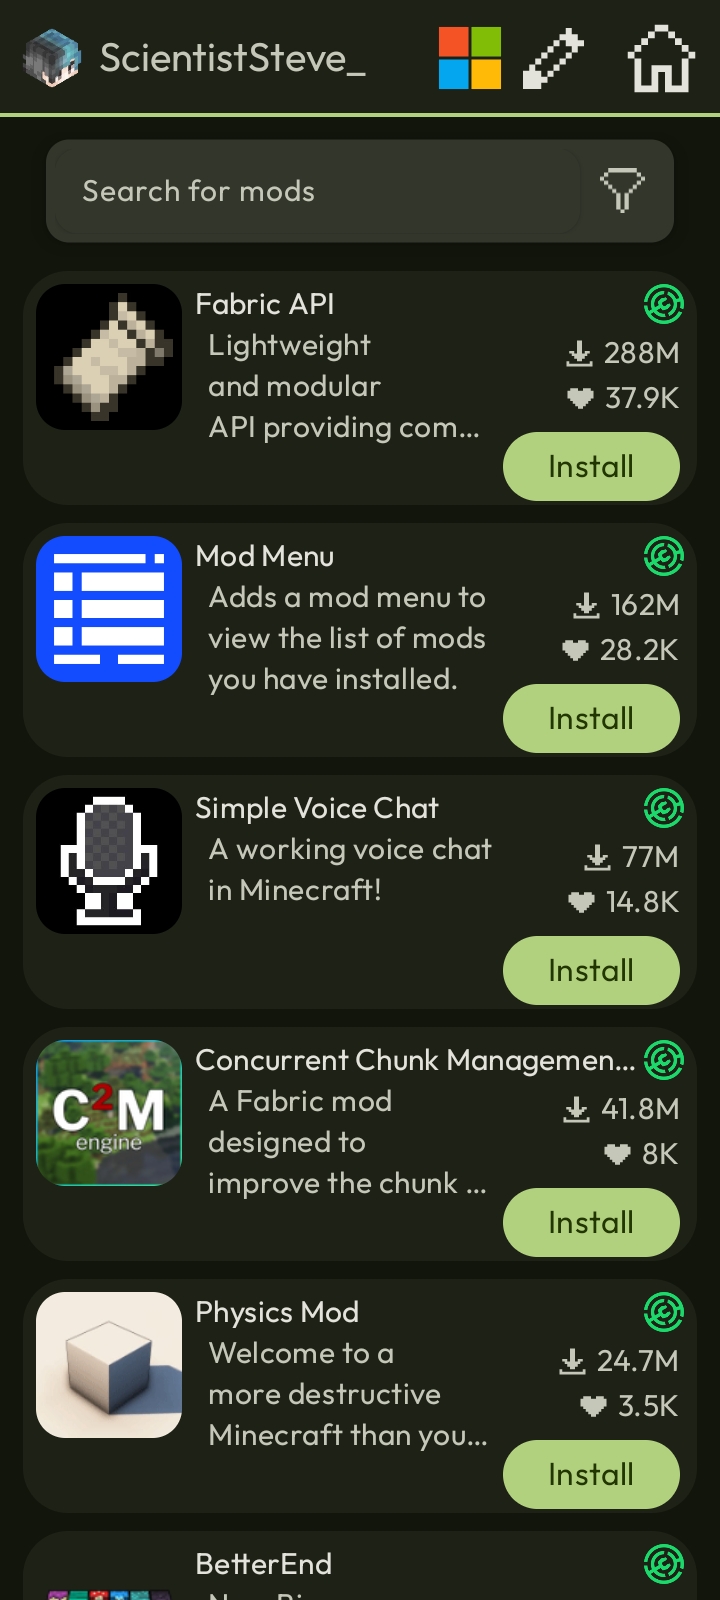 ScientistSteve_
Search for mods
Fabric API
Lightweight
and modular
API providing com...
288M
37.9K
Install
Mod Menu
Adds a mod menu to
view the list of mods
you have installed.
162M
28.2K
Install
Simple Voice Chat
A working voice chat
in Minecraft!
77M
14.8K
Install
C2M
engine
Concurrent Chunk Managemen...
A Fabric mod
designed to
improve the chunk ...
41.8M
8K
Install
Physics Mod
Welcome to a
more destructive
Minecraft than you...
24.7M
3.5K
Install
BetterEnd